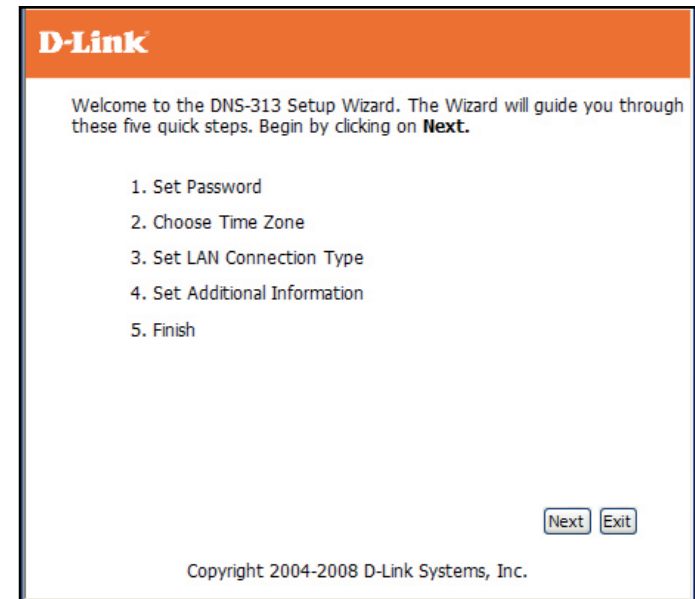 D-Link
Welcome to the DNS-313 Setup Wizard. The Wizard will guide you through
these five quick steps. Begin by clicking on Next.
1. Set Password
2. Choose Time Zone
3. Set LAN Connection Type
4. Set Additional Information
5. Finish
Next Exit
Copyright 2004-2008 D-Link Systems, Inc.